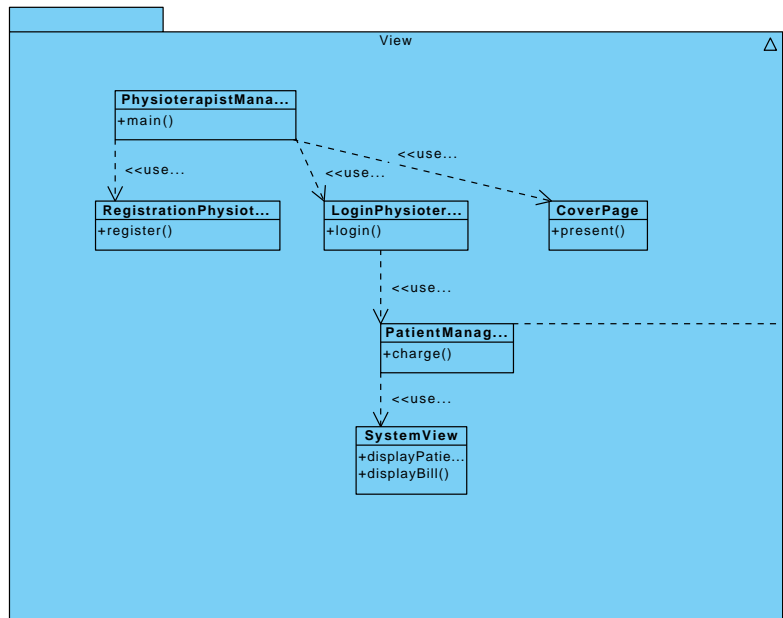 View
PhysioterapistMana...
+main()
<<use...
<<use...
<<use...
RegistrationPhysiot...
+register()
LoginPhysioter...
+login()
CoverPage
+present()
<<use...
PatientManag...
+charge()
<<use...
SystemView
+displayPatie...
+displayBill()